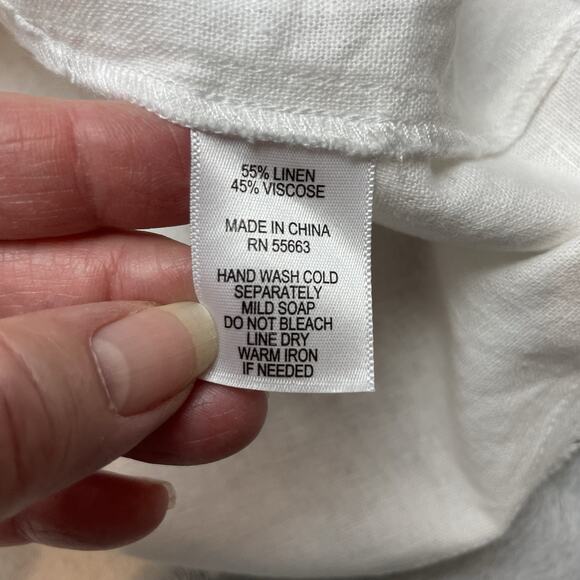 55% LINEN
45% VISCOSE
MADE IN CHINA
RN 55663
HAND WASH COLD
SEPARATELY
MILD SOAP
DO NOT BLEACH
LINE DRY
WARM IRON
IF NEEDED